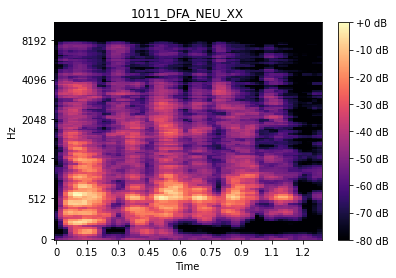 1011_DFA_NEU_XX
8192
4096
2048
1024
512
0
Hz
0 0.15 0.3 0.45 0.6 0.75 0.9 1.1 1.2
Time
+0 dB
-10 dB
-20 dB
-30 dB
-40 dB
-50 dB
-60 dB
-70 dB
-80 dB